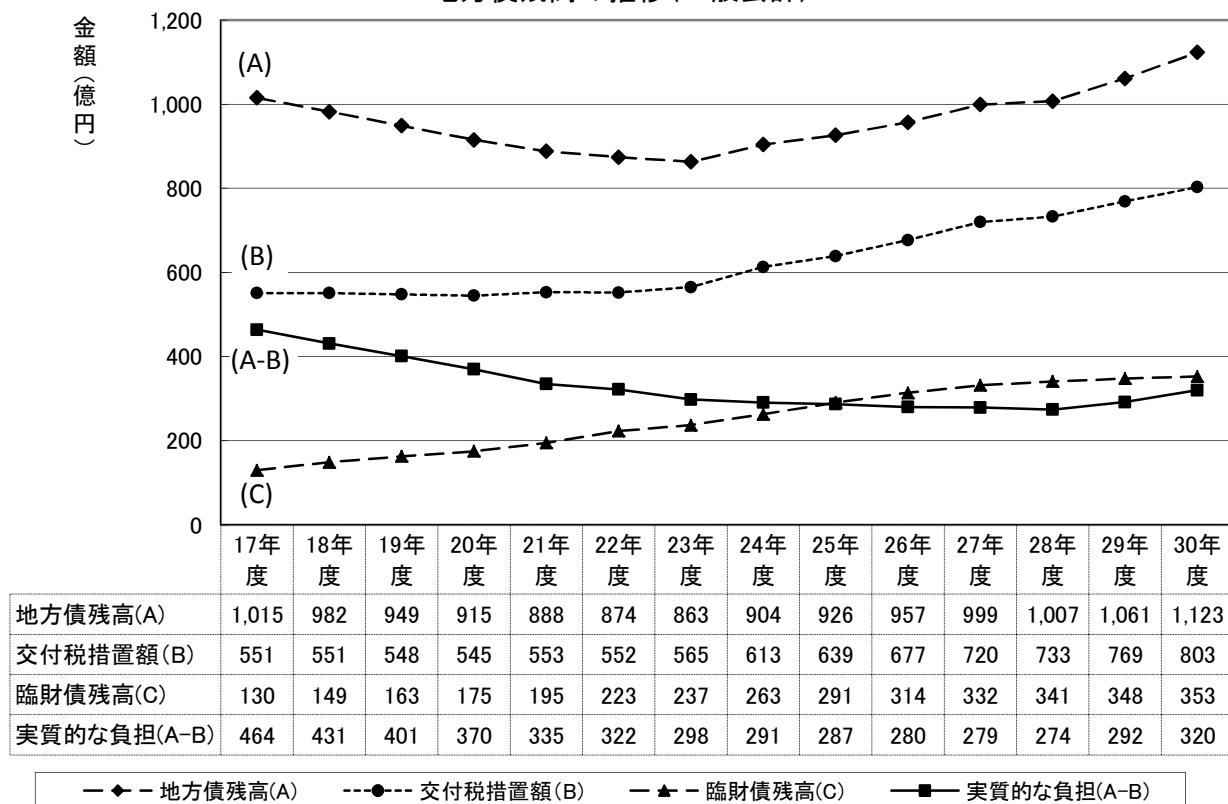 金額(億円)
1,200
1,000
800
600
400
200
0
(A)
(B)
(A-B)
(C)
17年度 18年度 19年度 20年度 21年度 22年度 23年度 24年度 25年度 26年度 27年度 28年度 29年度 30年度
地方債残高(A) 1,015 982 949 915 888 874 863 904 926 957 999 1,007 1,061 1,123
交付税措置額(B) 551 551 548 545 553 552 565 613 639 677 720 733 769 803
臨財債残高(C) 130 149 163 175 195 223 237 263 291 314 332 341 348 353
実質的な負担(A-B) 464 431 401 370 335 322 298 291 287 280 279 274 292 320
地方債残高(A) 交付税措置額(B) 臨財債残高(C) 実質的な負担(A-B)